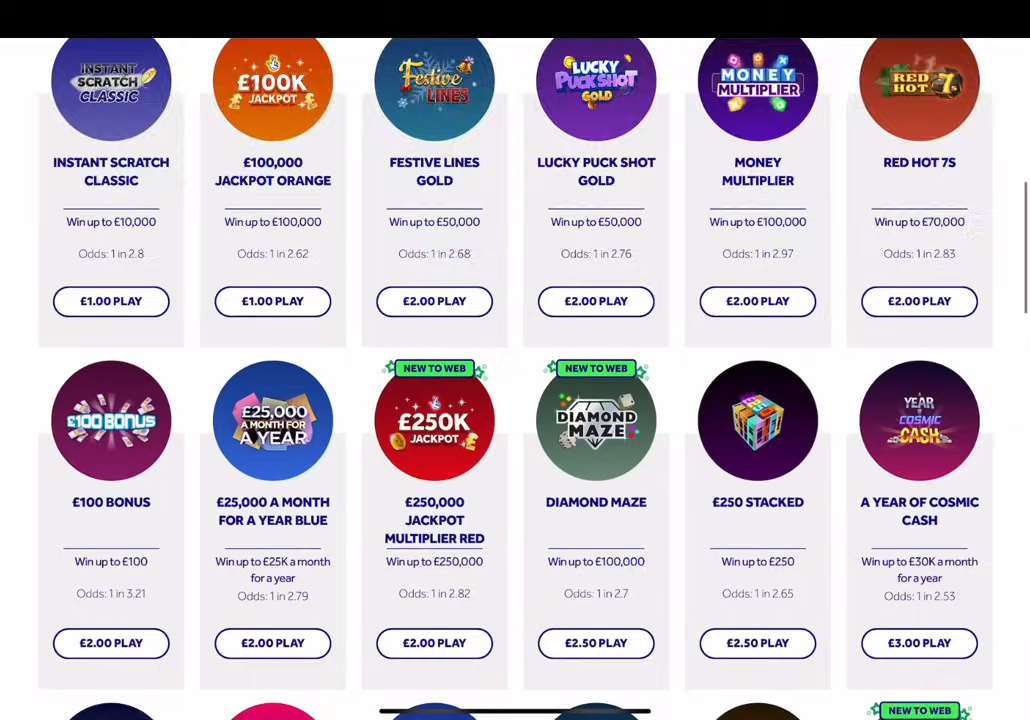 INSTANT
SCRATCH
CLASSIC
£100K
JACKPOT
Festive
LINES
LUCKY
PUCK SHOT
GOLD
MONEY
MULTIPLIER
RED
HOT 7s
INSTANT SCRATCH
CLASSIC
£100,000
JACKPOT ORANGE
FESTIVE LINES
GOLD
LUCKY PUCK SHOT
GOLD
MONEY
MULTIPLIER
RED HOT 7S
Win up to £10,000
Win up to £100,000
Win up to £50,000
Win up to £50,000
Win up to £100,000
Win up to £70,000
Odds: 1 in 2.8
Odds: 1 in 2.62
Odds: 1 in 2.68
Odds: 1 in 2.76
Odds: 1 in 2.97
Odds: 1 in 2.83
£1.00 PLAY
£1.00 PLAY
£2.00 PLAY
£2.00 PLAY
£2.00 PLAY
£2.00 PLAY
NEW TO WEB
NEW TO WEB
£100 BONUS
£25,000
A MONTH FOR
A YEAR
£250K
JACKPOT
DIAMOND
MAZE
YEAR
OF
COSMIC
CASH
£100 BONUS
£25,000 A MONTH
FOR A YEAR BLUE
£250,000
JACKPOT
MULTIPLIER RED
DIAMOND MAZE
£250 STACKED
A YEAR OF COSMIC
CASH
Win up to £100
Win up to £25K a month
for a year
Win up to £250,000
Win up to £100,000
Win up to £250
Win up to £30K a month
for a year
Odds: 1 in 3.21
Odds: 1 in 2.79
Odds: 1 in 2.82
Odds: 1 in 2.7
Odds: 1 in 2.65
Odds: 1 in 2.53
£2.00 PLAY
£2.00 PLAY
£2.00 PLAY
£2.50 PLAY
£2.50 PLAY
£3.00 PLAY
NEW TO WEB